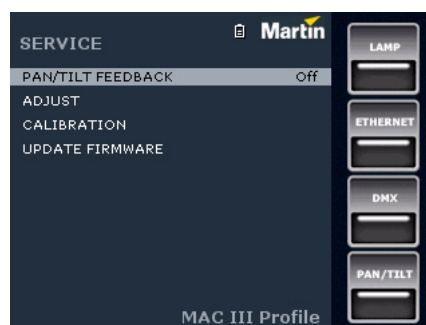 SERVICE
Martin
PAN/TILT FEEDBACK Off
ADJUST
CALIBRATION
UPDATE FIRMWARE
MAC III Profile
LAMP
ETHERNET
DMX
PAN/TILT